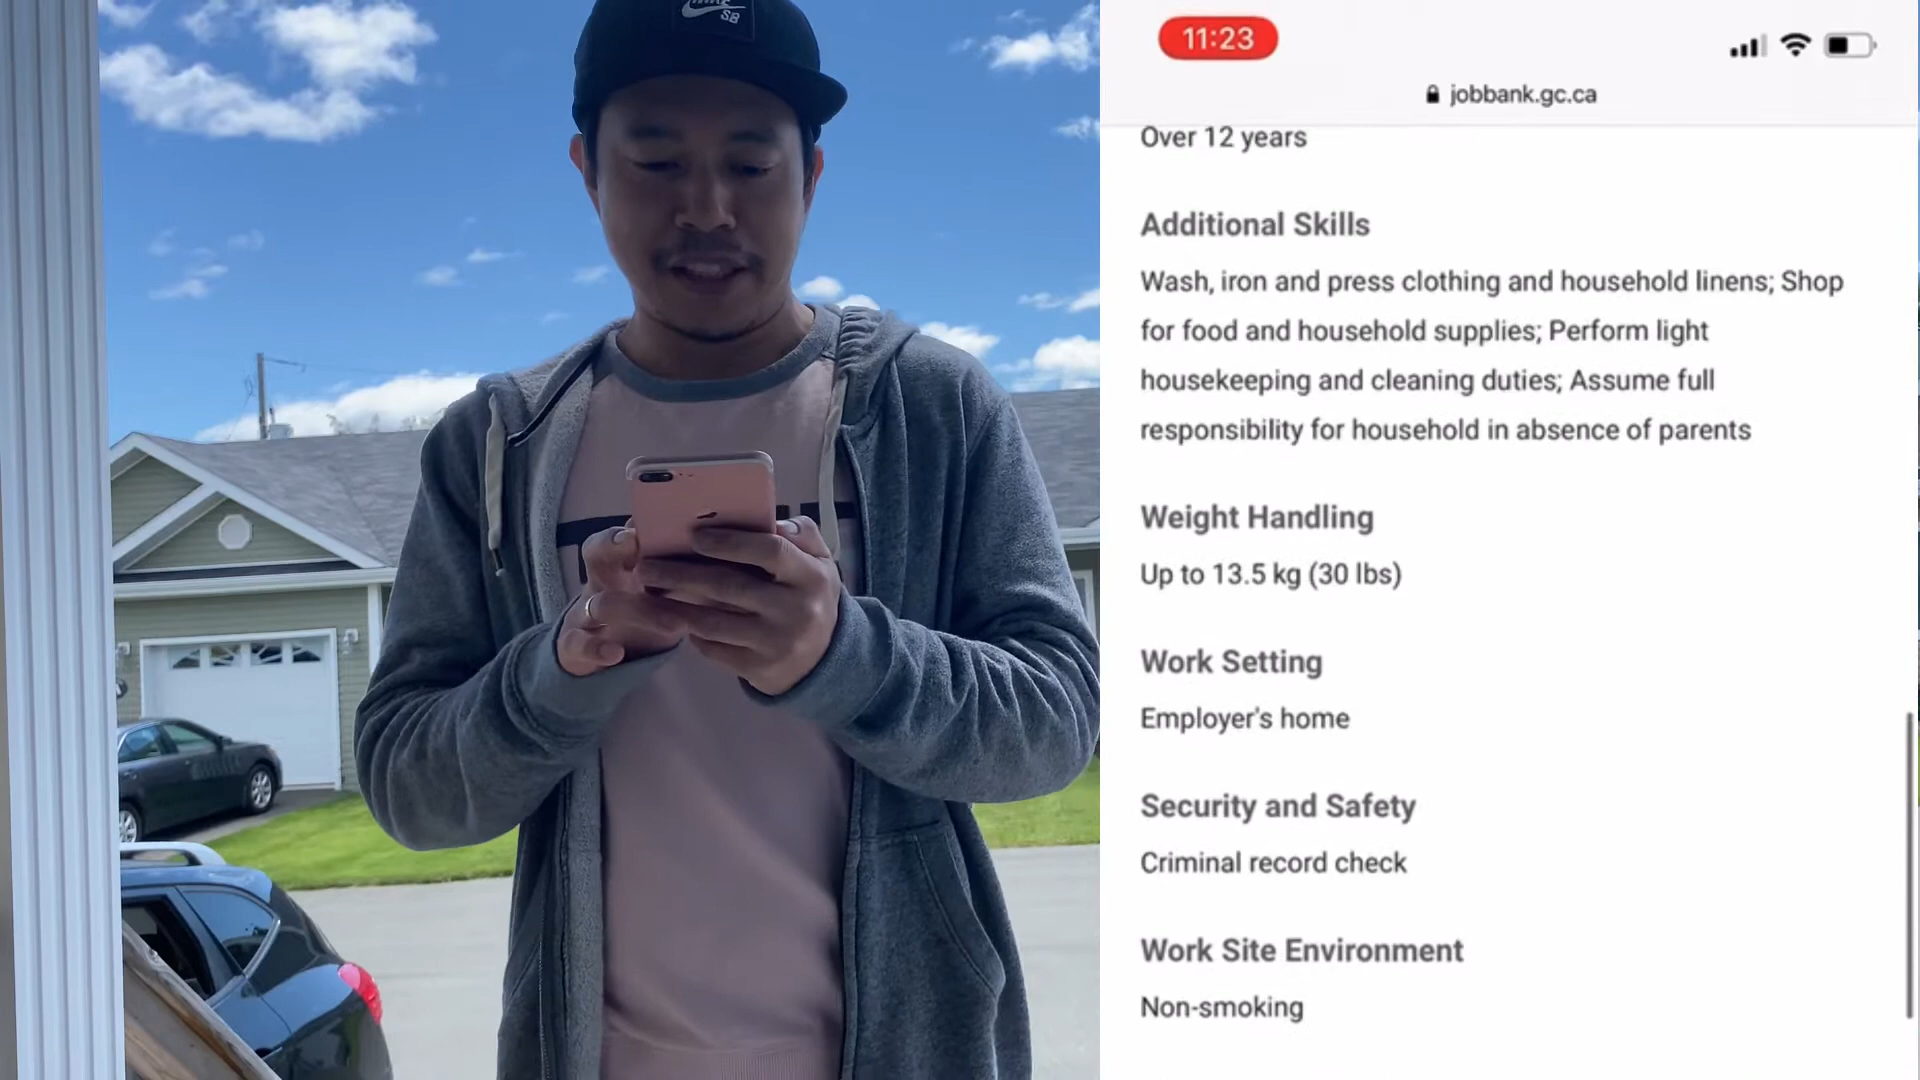 SB
11:23
jobbank.gc.ca
Over 12 years
Additional Skills
Wash, iron and press clothing and household linens; Shop
for food and household supplies; Perform light
housekeeping and cleaning duties; Assume full
responsibility for household in absence of parents
Weight Handling
Up to 13.5 kg (30 lbs)
Work Setting
Employer's home
Security and Safety
Criminal record check
Work Site Environment
Non-smoking